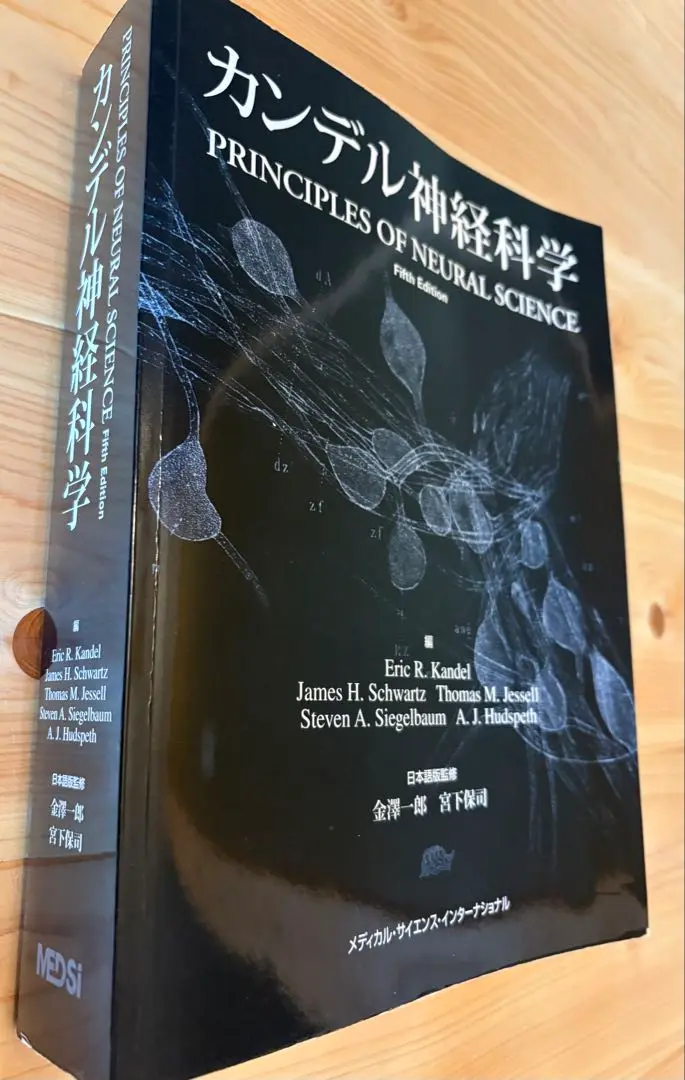 カンデル神経科学
PRINCIPLES OF NEURAL SCIENCE
Fifth Edition
dA
dz
zf
zf
編
Eric R. Kandel
James H. Schwartz Thomas M. Jessell
Steven A. Siegelbaum A. J. Hudspeth
日本語版監修
金澤一郎 宮下保司
メディカル・サイエンス・インターナショナル
PRINCIPLES OF NEURAL SCIENCE Fifth Edition
カンデル神経科学
編
Eric R. Kandel
James H. Schwartz
Thomas M. Jessell
Steven A. Siegelbaum
A. J. Hudspeth
日本語版監修
金澤一郎
宮下保司
MEDSi